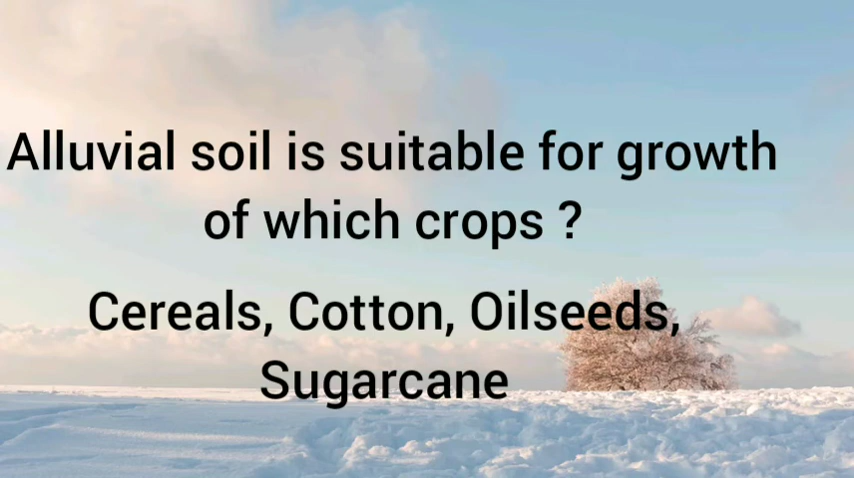 Alluvial soil is suitable for growth
of which crops ?
Cereals, Cotton, Oilseeds,
Sugarcane